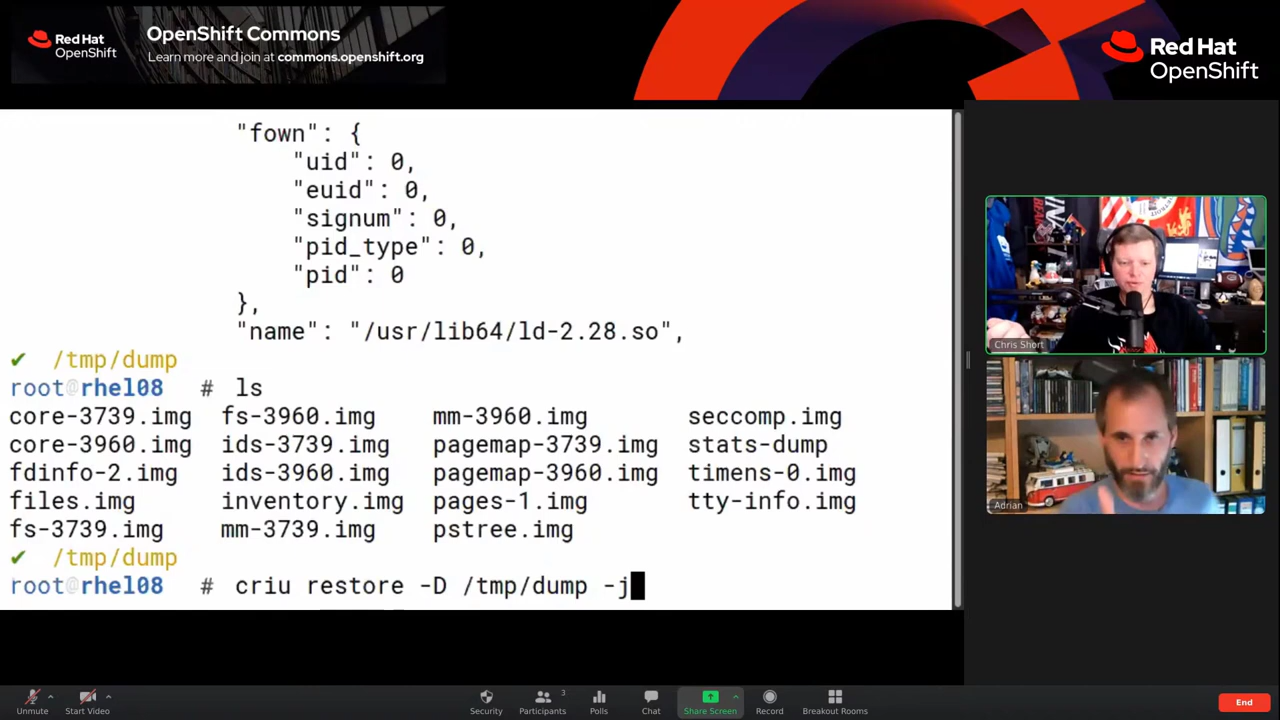 Red Hat
OpenShift
OpenShift Commons
Learn more and join at commons.openshift.org
Red Hat
OpenShift
"fown": {
"uid": 0,
"euid": 0,
"signum": 0,
"pid_type": 0,
"pid": 0
},
"name": "/usr/lib64/ld-2.28.so",
✔ /tmp/dump
root@rhel08 # ls
core-3739.img fs-3960.img mm-3960.img seccomp.img
core-3960.img ids-3739.img pagemap-3739.img stats-dump
fdinfo-2.img ids-3960.img pagemap-3960.img timens-0.img
files.img inventory.img pages-1.img tty-info.img
fs-3739.img mm-3739.img pstree.img
✔ /tmp/dump
root@rhel08 # criu restore -D /tmp/dump -j
Chris Short
Adrian
Unmute
Start Video
Security
Participants
3
Polls
Chat
Share Screen
Record
Breakout Rooms
End